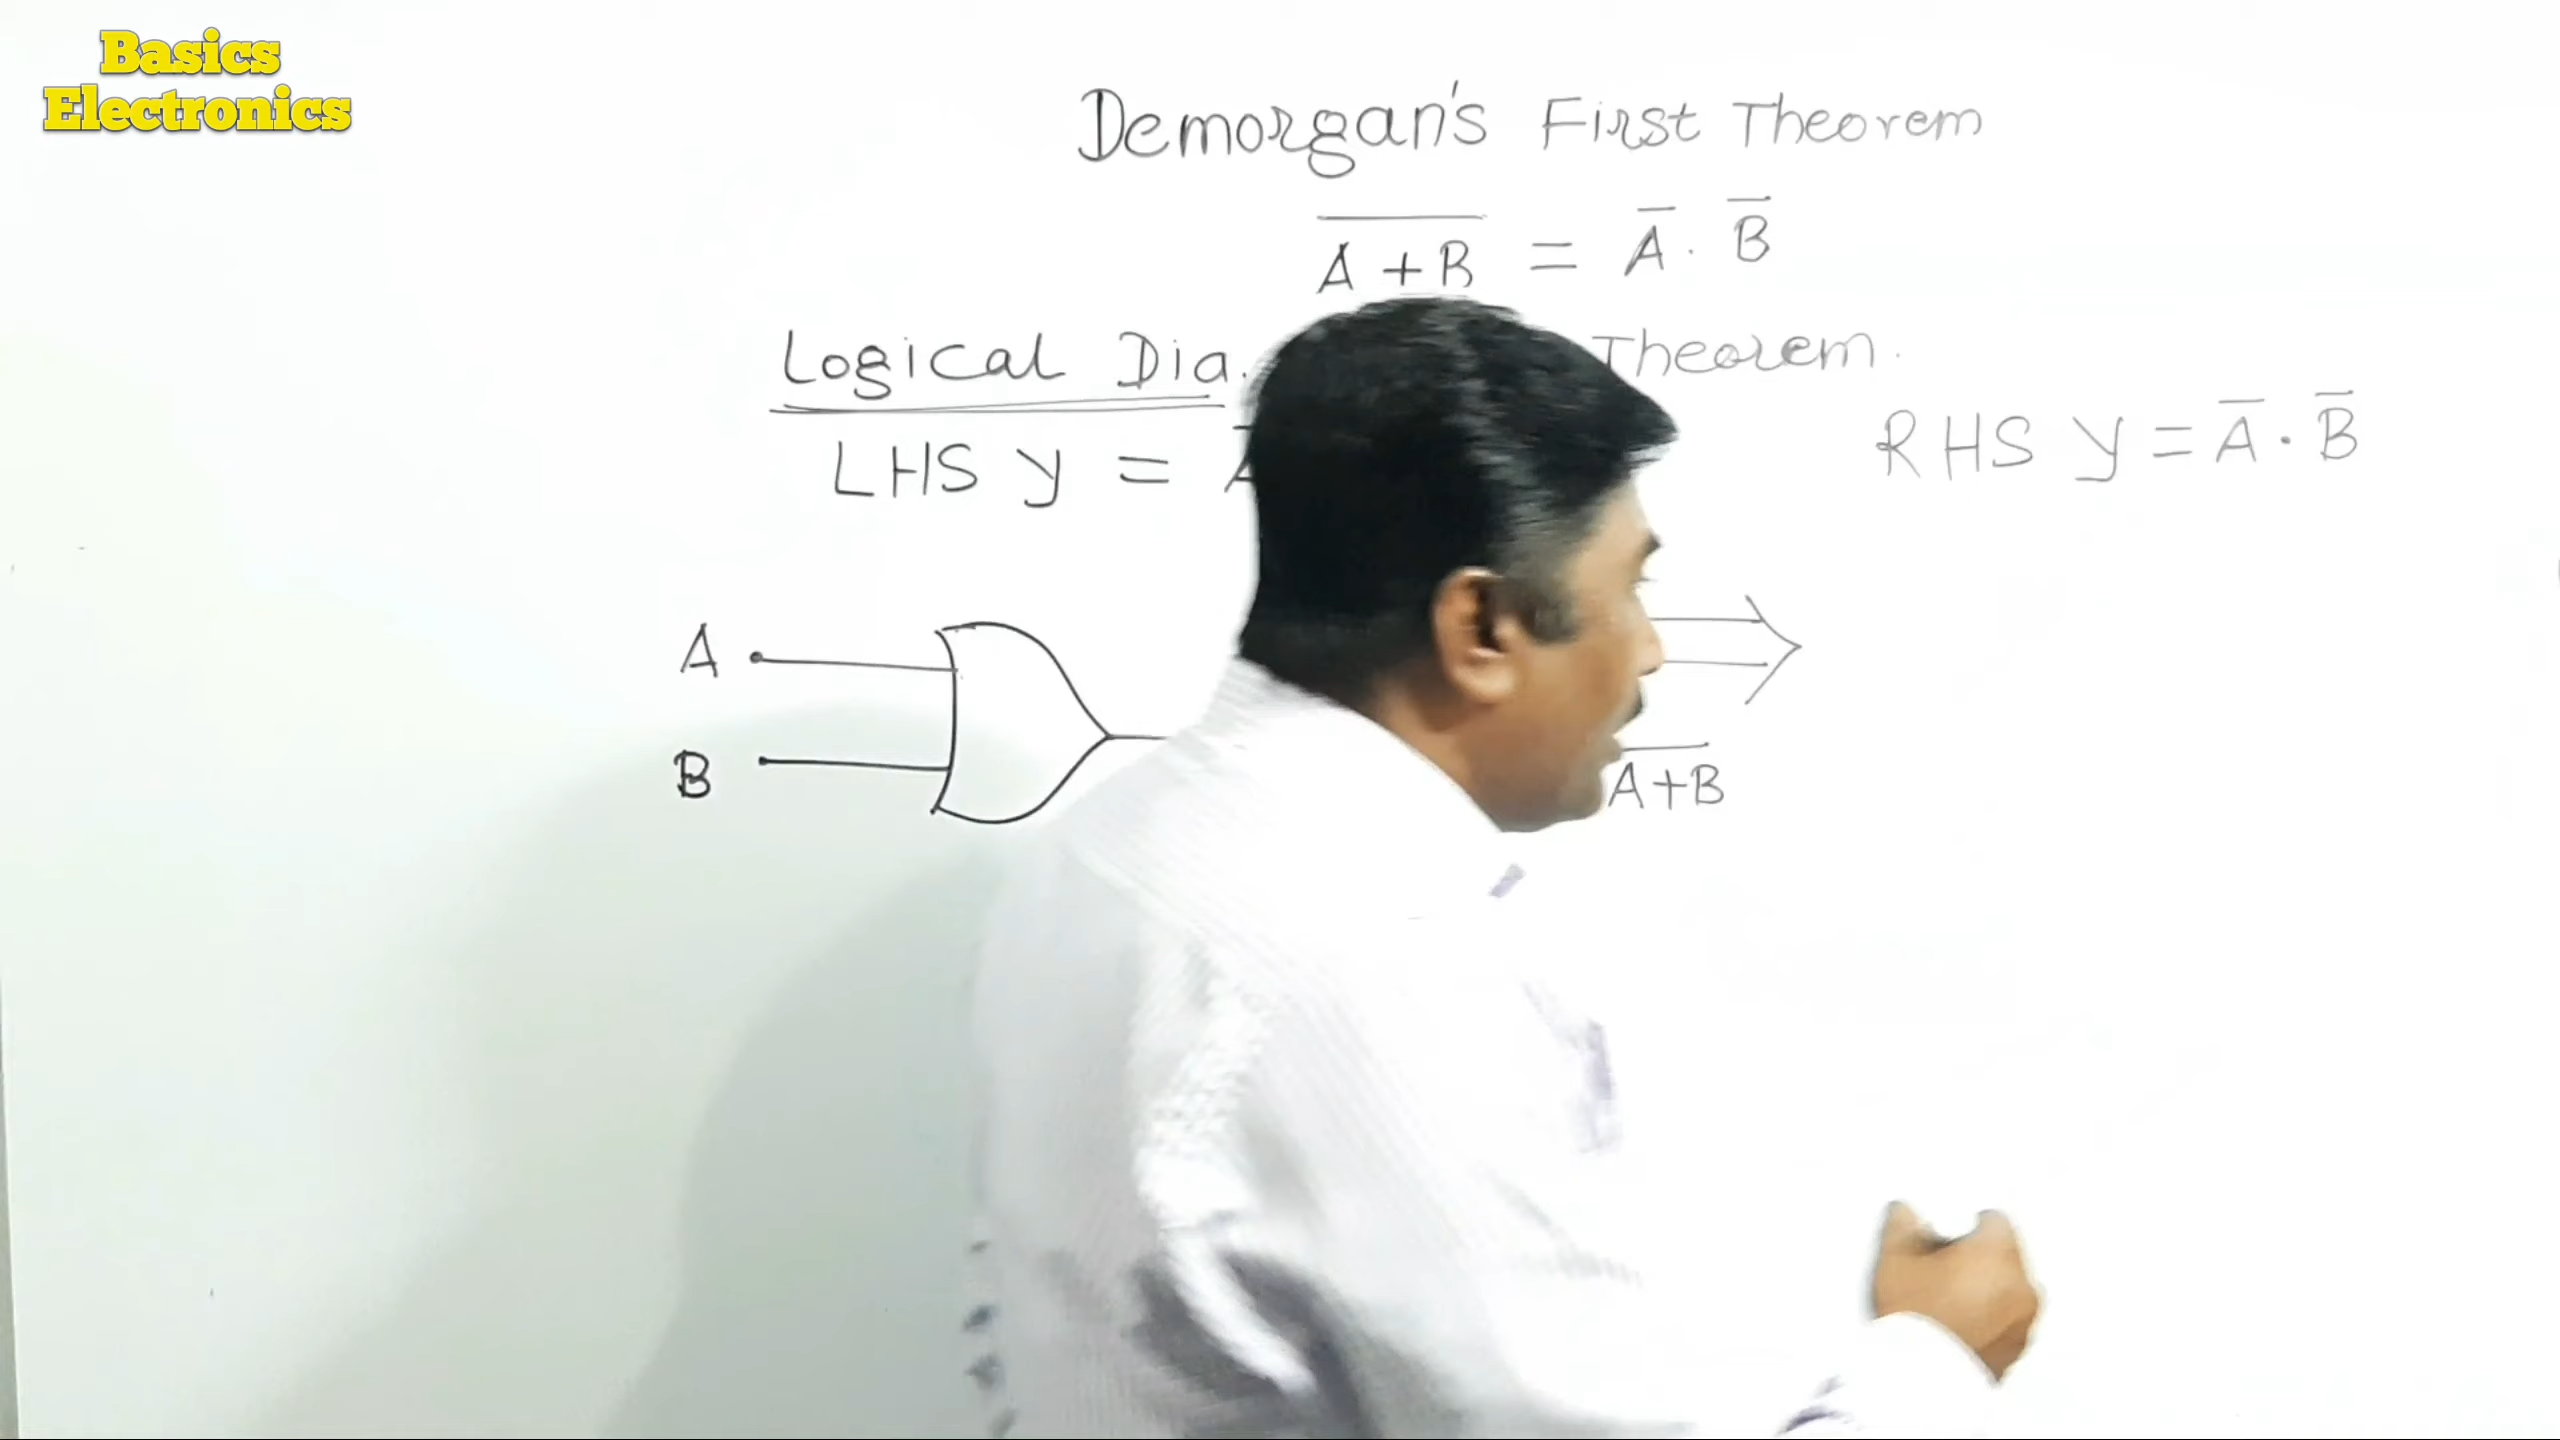 Basics
Electronics
Demorgan's First Theorem
A̅ ̅+̅ ̅B̅ = A̅ . B̅
Logical Dia. Theorem.
LHS y =
RHS y = A̅ · B̅
A
B
A̅+̅B̅